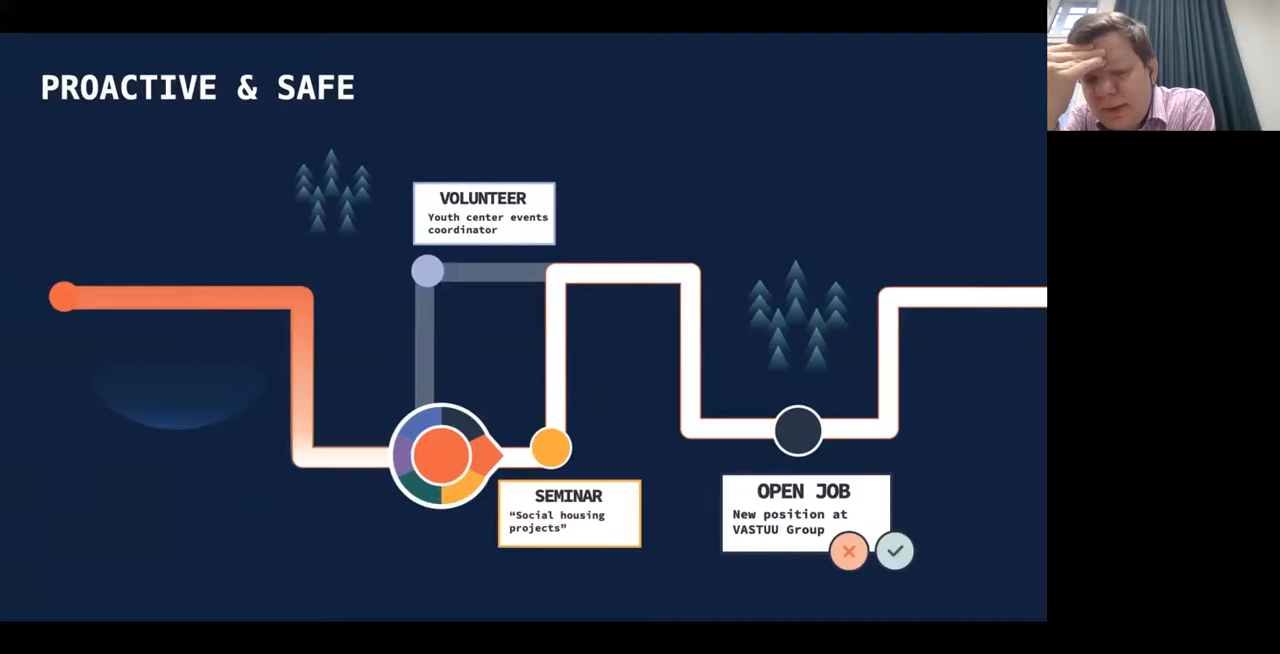 PROACTIVE & SAFE
VOLUNTEER
Youth center events
coordinator
SEMINAR
“Social housing
projects”
OPEN JOB
New position at
VASTUU Group